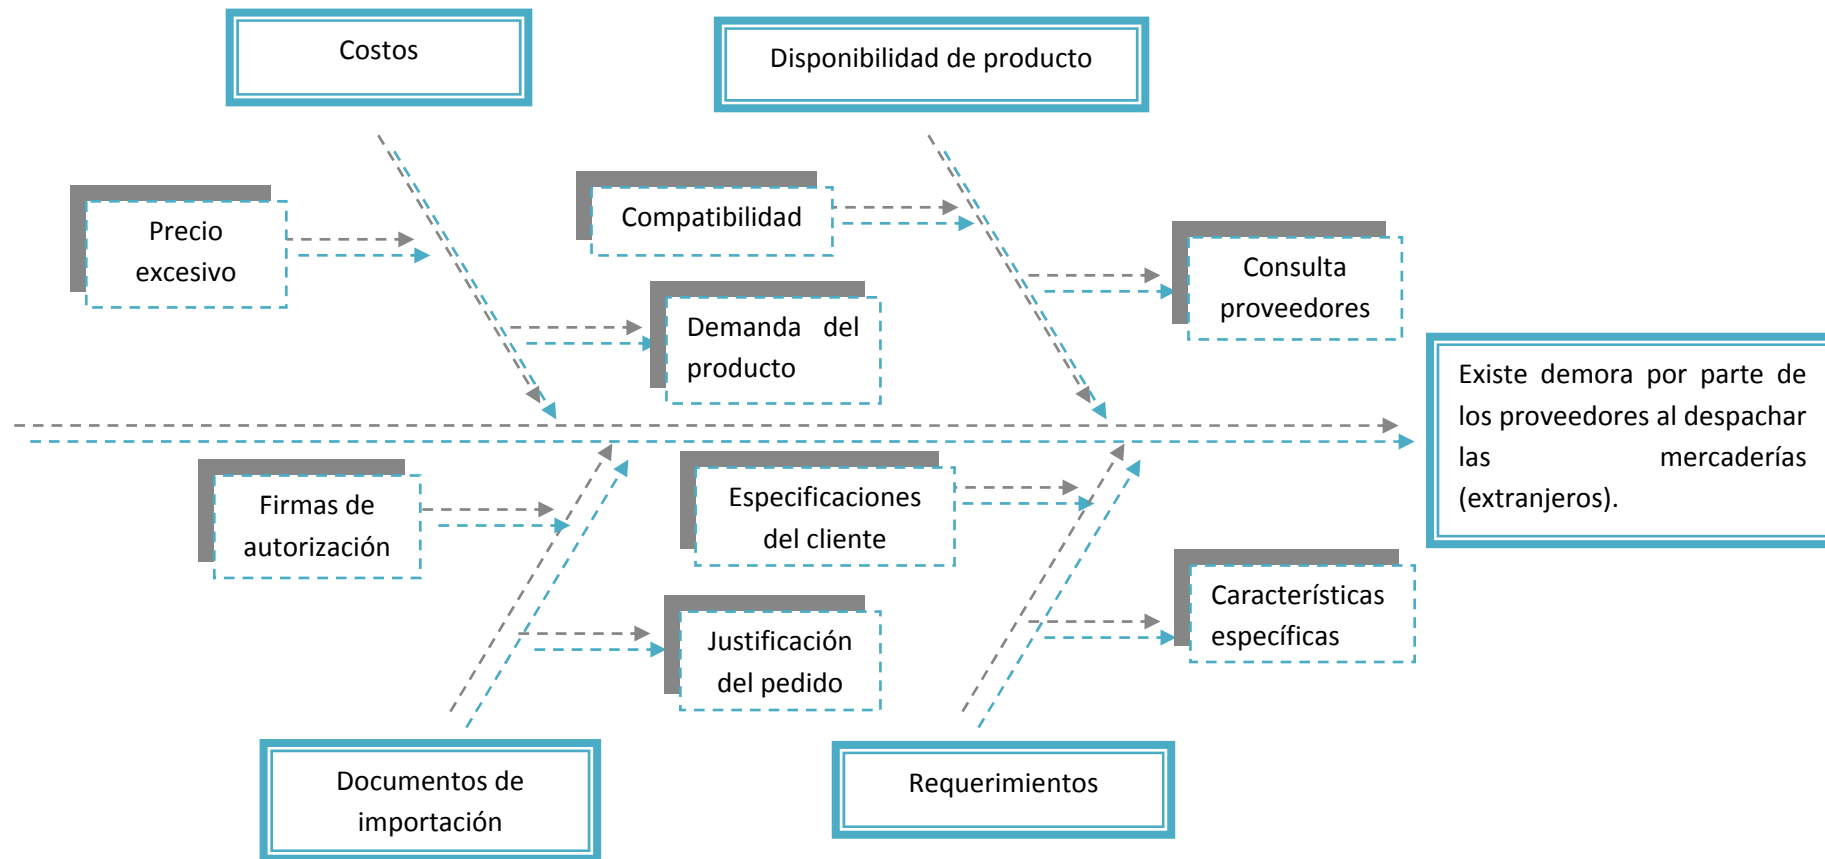 Costos
Disponibilidad de producto
Precio
excesivo
Compatibilidad
Consulta
proveedores
Demanda del
producto
Existe demora por parte de
los proveedores al despachar
las mercaderías
(extranjeros).
Firmas de
autorización
Especificaciones
del cliente
Características
específicas
Justificación
del pedido
Documentos de
importación
Requerimientos